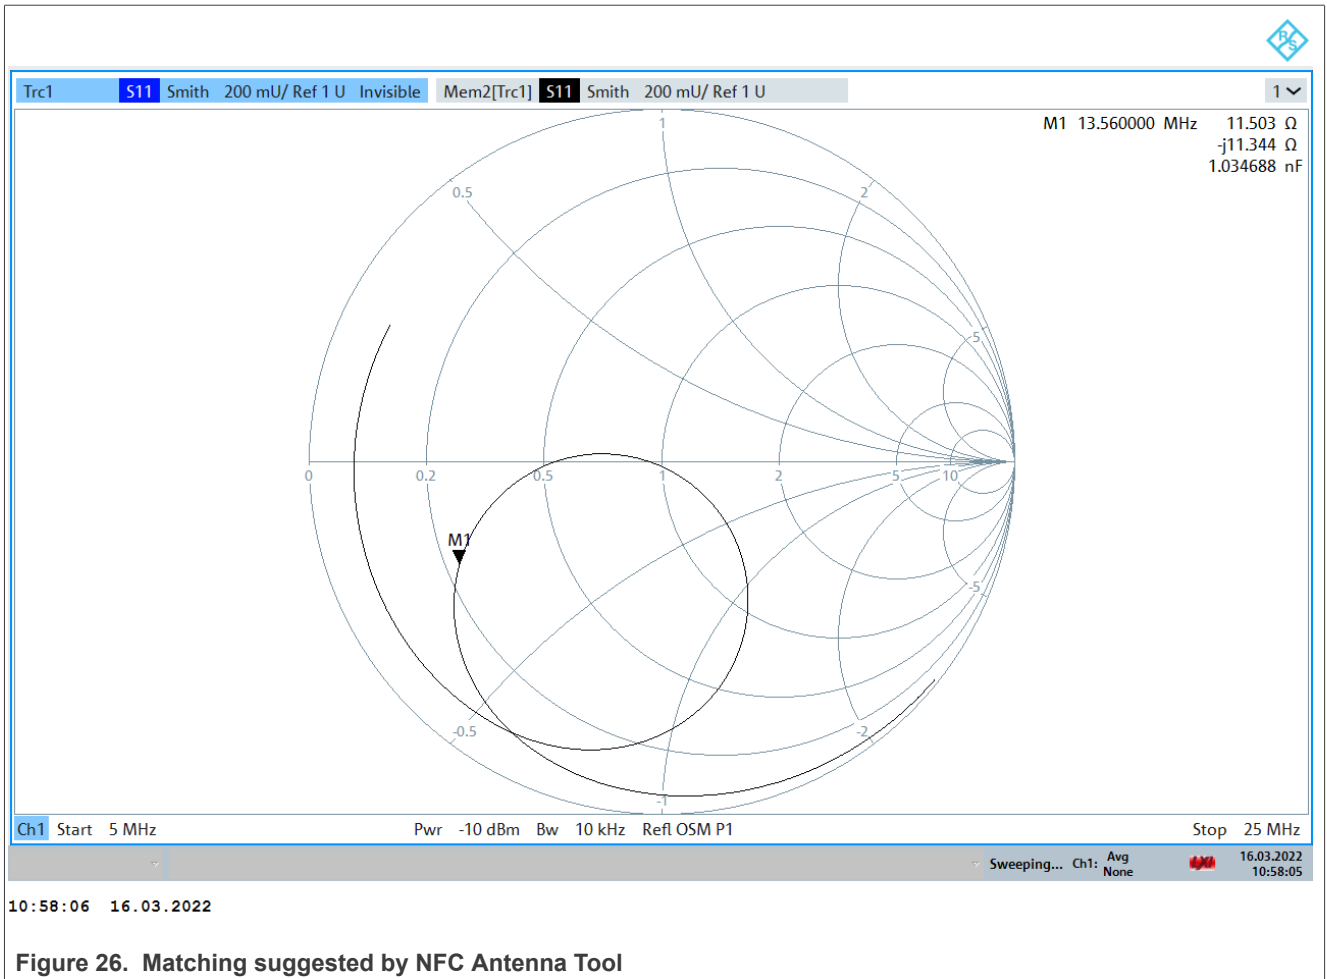 R S
Trc1 S11 Smith 200 mU/ Ref 1 U Invisible Mem2[Trc1] S11 Smith 200 mU/ Ref 1 U 1
M1 13.560000 MHz 11.503 Ω
-j11.344 Ω
1.034688 nF
1
0.5 2
5
0 0.2 0.5 1 2 5 10
M1
-5
-0.5 -2
-1
Ch1 Start 5 MHz Pwr -10 dBm Bw 10 kHz Refl OSM P1 Stop 25 MHz
Sweeping... Ch1: Avg None LXI 16.03.2022
10:58:05
10:58:06 16.03.2022
Figure 26. Matching suggested by NFC Antenna Tool